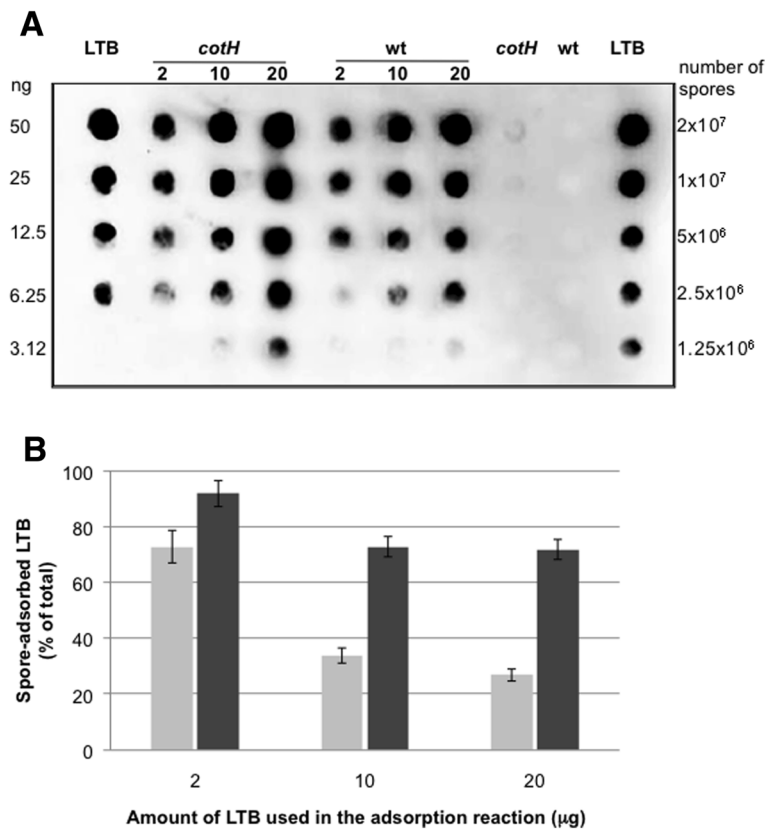 A
LTB cotH wt cotH wt LTB
2 10 20 2 10 20
number of
spores
ng
50 2x10⁷
25 1x10⁷
12.5 5x10⁶
6.25 2.5x10⁶
3.12 1.25x10⁶
B
100
80
60
40
20
0
Spore-adsorbed LTB
(% of total)
2 10 20
Amount of LTB used in the adsorption reaction (μg)